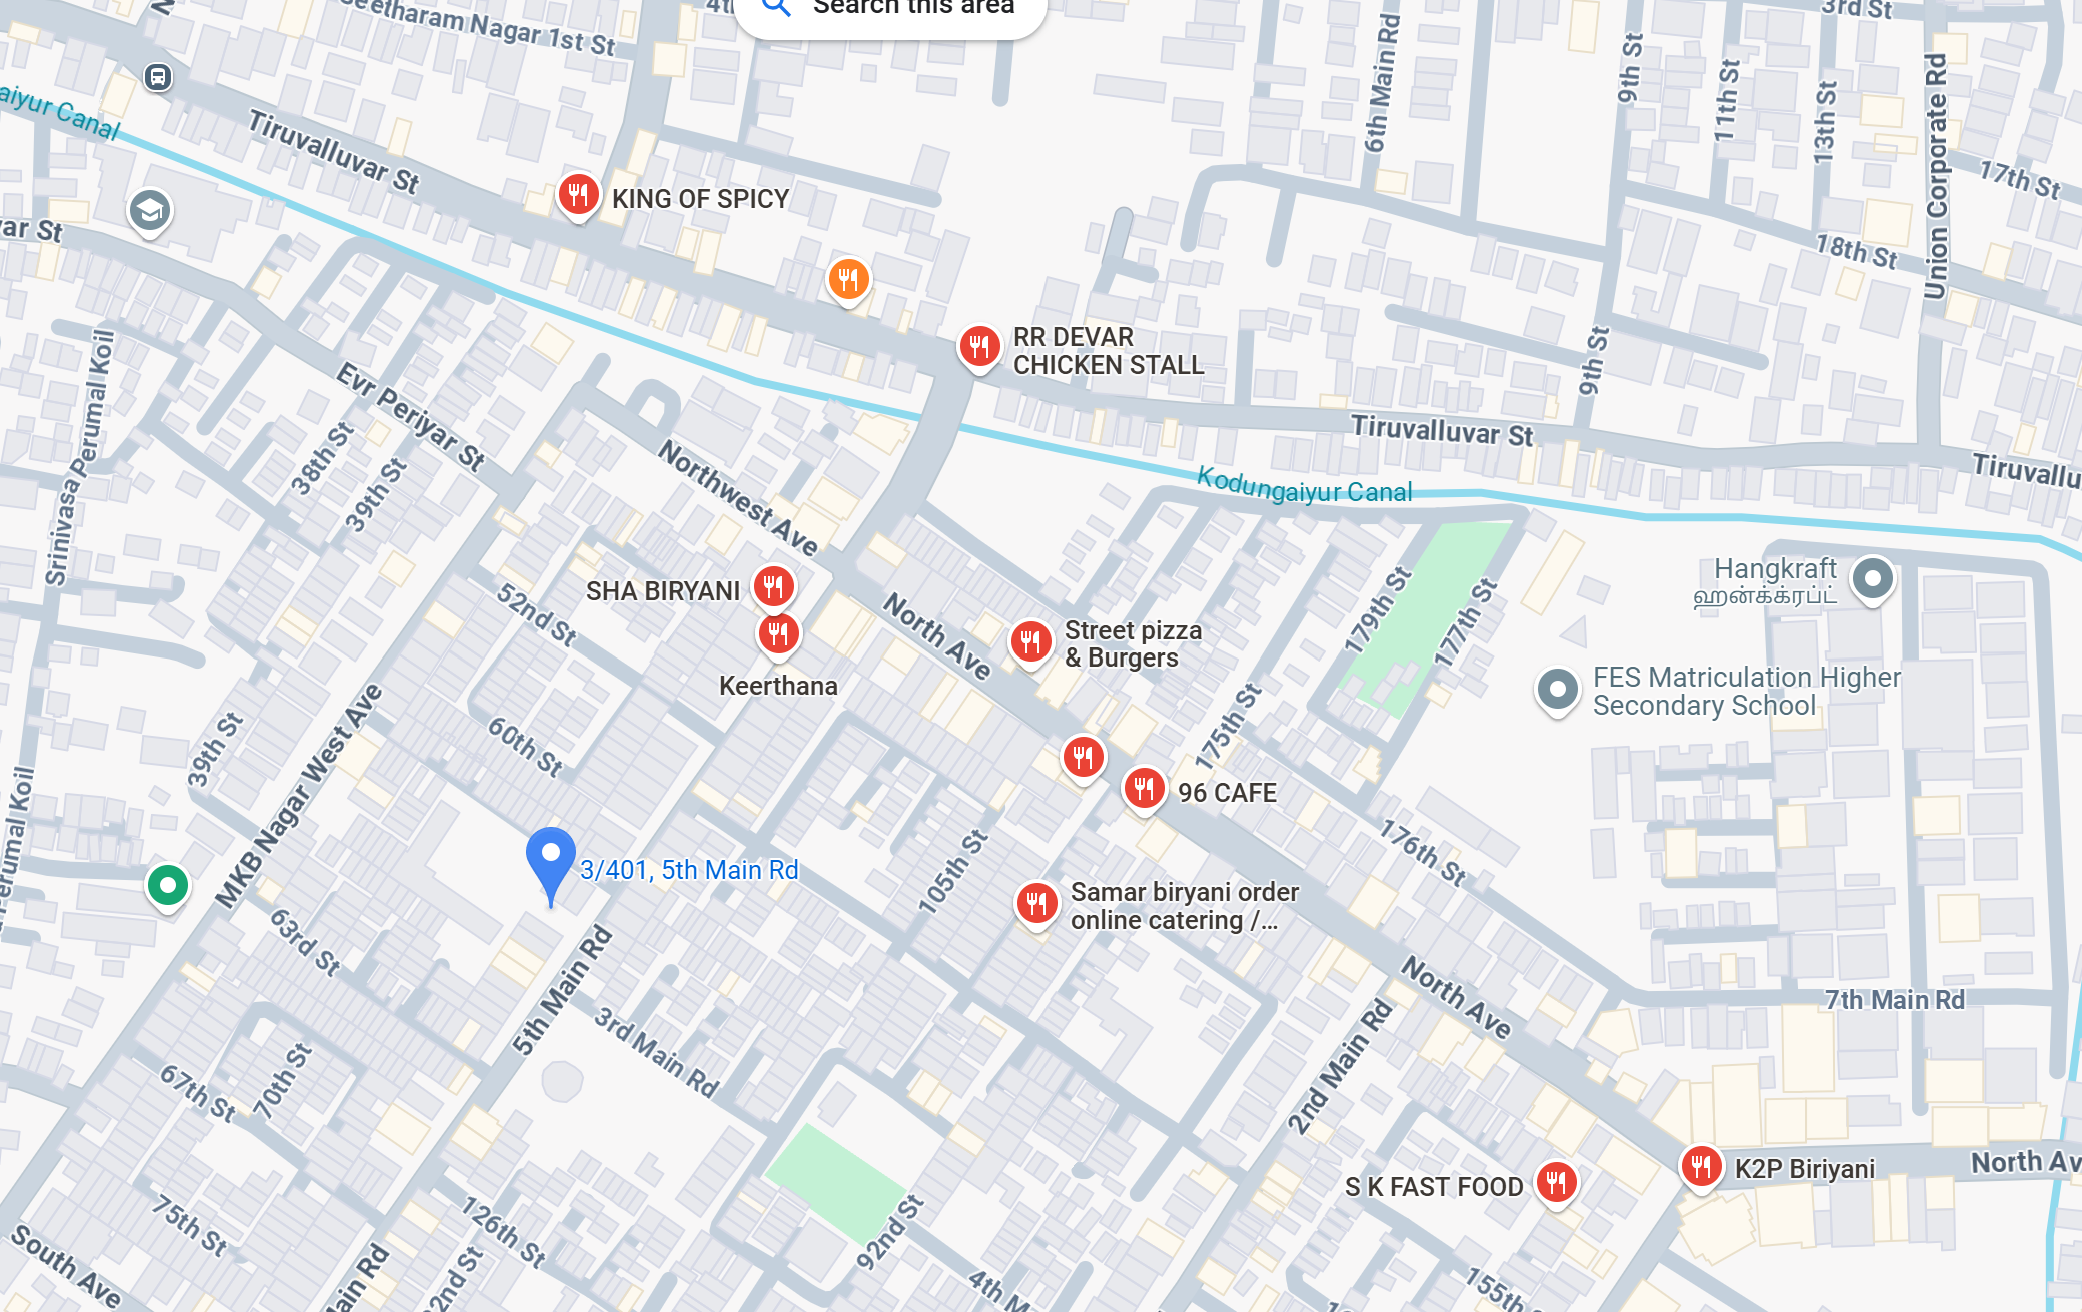 Search this area
Seetharam Nagar 1st St
3rd St
6th Main Rd
9th St
11th St
13th St
Union Corporate Rd
17th St
18th St
Tiruvalluvar St
KING OF SPICY
RR DEVAR
CHICKEN STALL
9th St
Tiruvalluvar St
Kodungaiyur Canal
Evr Periyar St
Srinivasa Perumal Koil
38th St
39th St
Northwest Ave
SHA BIRYANI
Keerthana
52nd St
60th St
North Ave
Street pizza
& Burgers
179th St
177th St
175th St
Hangkraft
ஹன்க்க்ரப்ட்
FES Matriculation Higher
Secondary School
39th St
MKB Nagar West Ave
96 CAFE
176th St
3/401, 5th Main Rd
105th St
Samar biryani order
online catering /...
63rd St
5th Main Rd
3rd Main Rd
North Ave
7th Main Rd
2nd Main Rd
67th St
70th St
75th St
126th St
92nd St
S K FAST FOOD
K2P Biriyani
South Ave